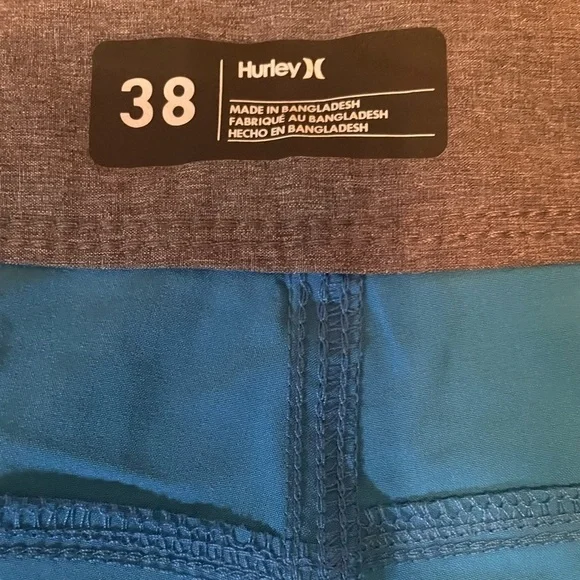 38
Hurley
MADE IN BANGLADESH
FABRIQUÉ AU BANGLADESH
HECHO EN BANGLADESH